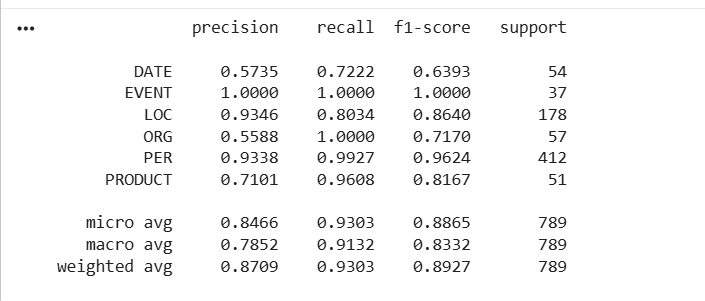 precision recall f1-score support
DATE 0.5735 0.7222 0.6393 54
EVENT 1.0000 1.0000 1.0000 37
LOC 0.9346 0.8034 0.8640 178
ORG 0.5588 1.0000 0.7170 57
PER 0.9338 0.9927 0.9624 412
PRODUCT 0.7101 0.9608 0.8167 51
micro avg 0.8466 0.9303 0.8865 789
macro avg 0.7852 0.9132 0.8332 789
weighted avg 0.8709 0.9303 0.8927 789